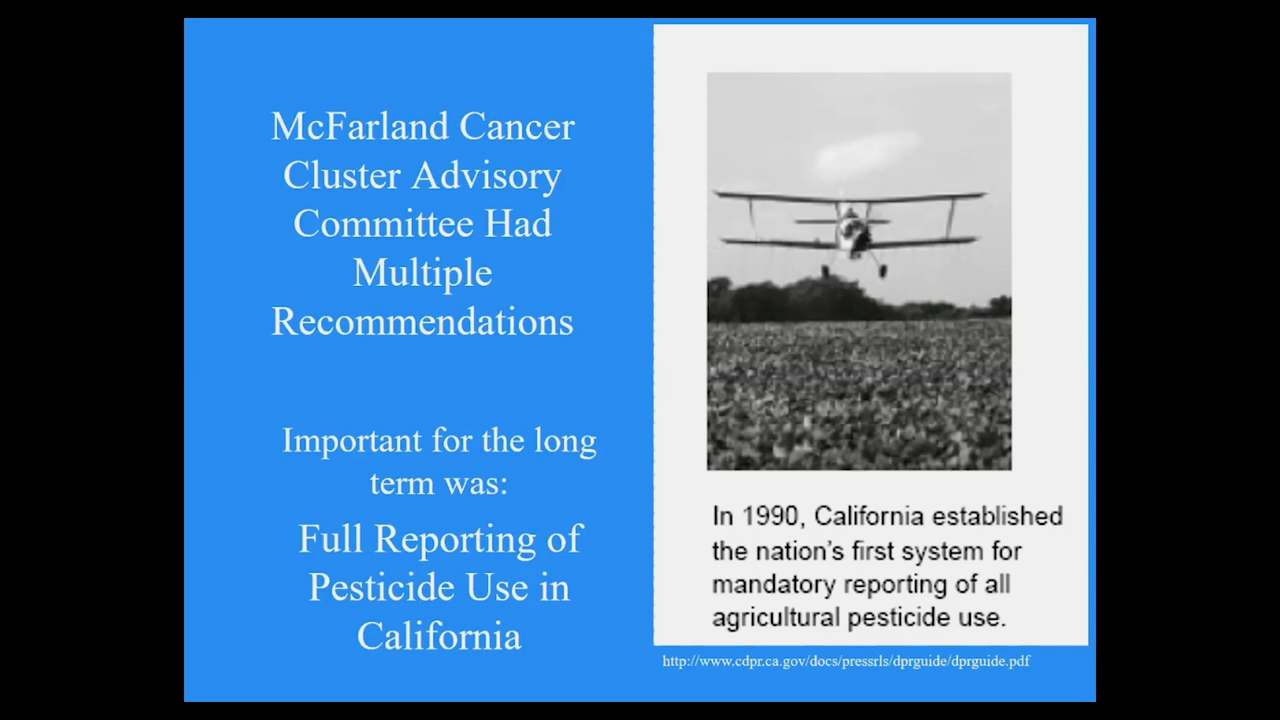 McFarland Cancer
Cluster Advisory
Committee Had
Multiple
Recommendations
Important for the long
term was:
Full Reporting of
Pesticide Use in
California
In 1990, California established
the nation's first system for
mandatory reporting of all
agricultural pesticide use.
http://www.cdpr.ca.gov/docs/pressrls/dprguide/dprguide.pdf